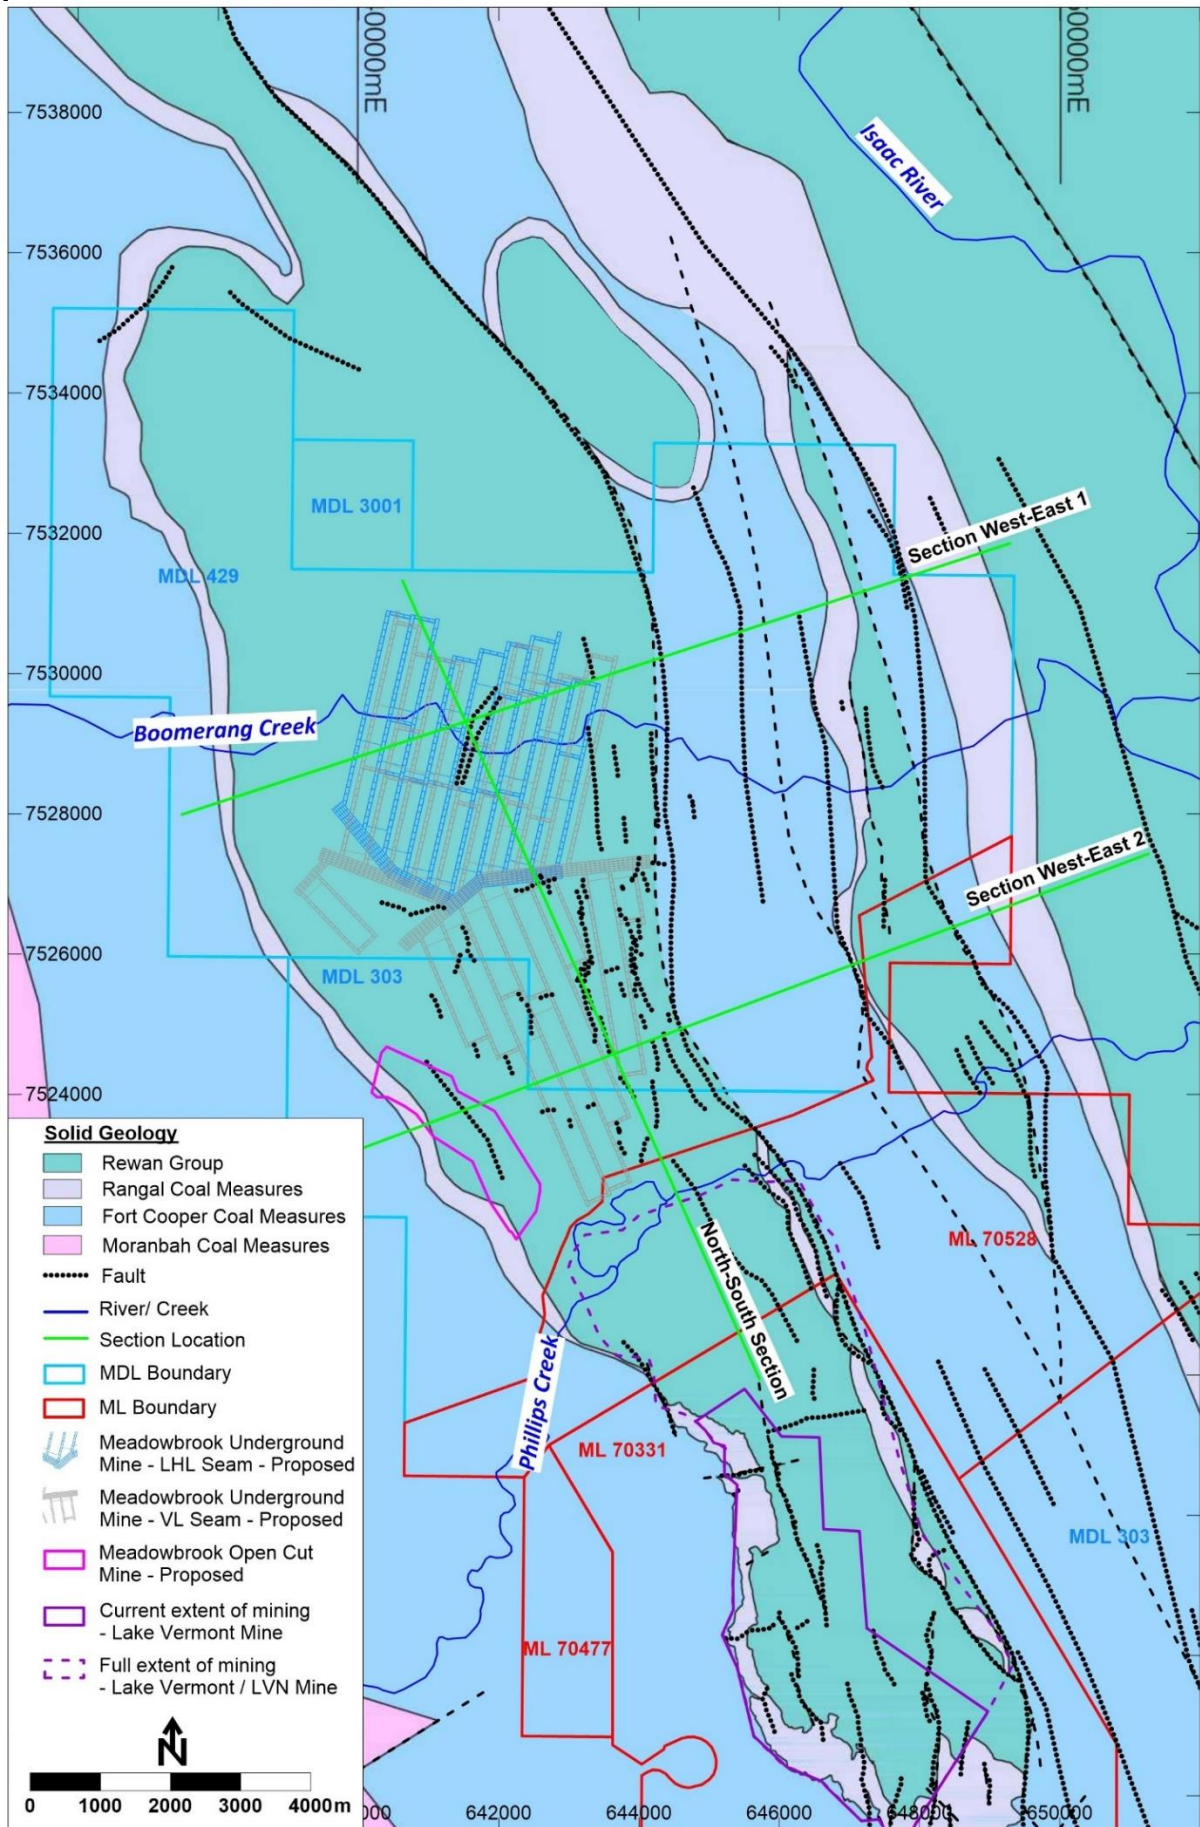 0000mE
0000mE
7538000
Isaac River
7536000
7534000
MDL 3001
7532000
Section West-East 1
MDL 429
7530000
Boomerang Creek
7528000
Section West-East 2
7526000
MDL 303
7524000
Solid Geology
Rewan Group
Rangal Coal Measures
Fort Cooper Coal Measures
Moranbah Coal Measures
Fault
River/ Creek
Section Location
MDL Boundary
ML Boundary
Meadowbrook Underground
Mine - LHL Seam - Proposed
Meadowbrook Underground
Mine - VL Seam - Proposed
Meadowbrook Open Cut
Mine - Proposed
Current extent of mining
- Lake Vermont Mine
Full extent of mining
- Lake Vermont / LVN Mine
N
0 1000 2000 3000 4000m
North-South Section
ML 70528
Phillips Creek
ML 70331
MDL 303
ML 70477
000 642000 644000 646000 648000 650000